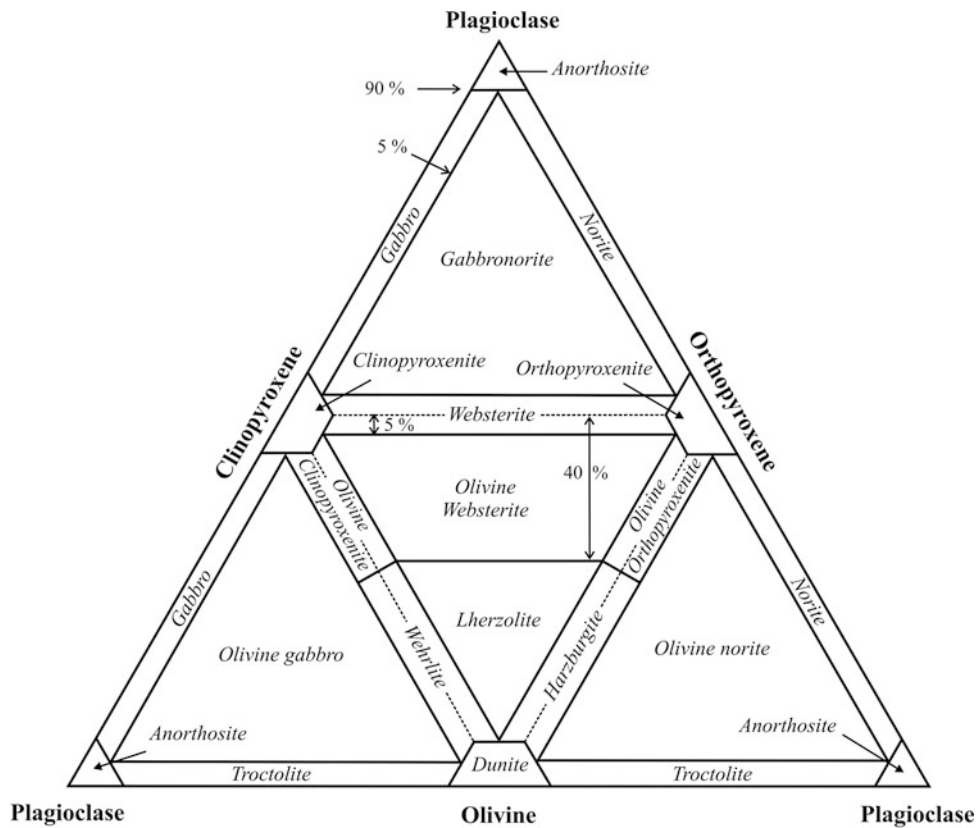 Plagioclase
Anorthosite
90 %
5 %
Gabbro
Norite
Gabbronorite
Clinopyroxene
Orthopyroxene
Clinopyroxenite
Orthopyroxenite
Websterite
5 %
40 %
Olivine
Clinopyroxenite
Olivine
Websterite
Olivine
Orthopyroxenite
Gabbro
Norite
Lherzolite
Wehrlite
Harzburgite
Olivine gabbro
Olivine norite
Anorthosite
Anorthosite
Troctolite
Dunite
Troctolite
Plagioclase
Olivine
Plagioclase